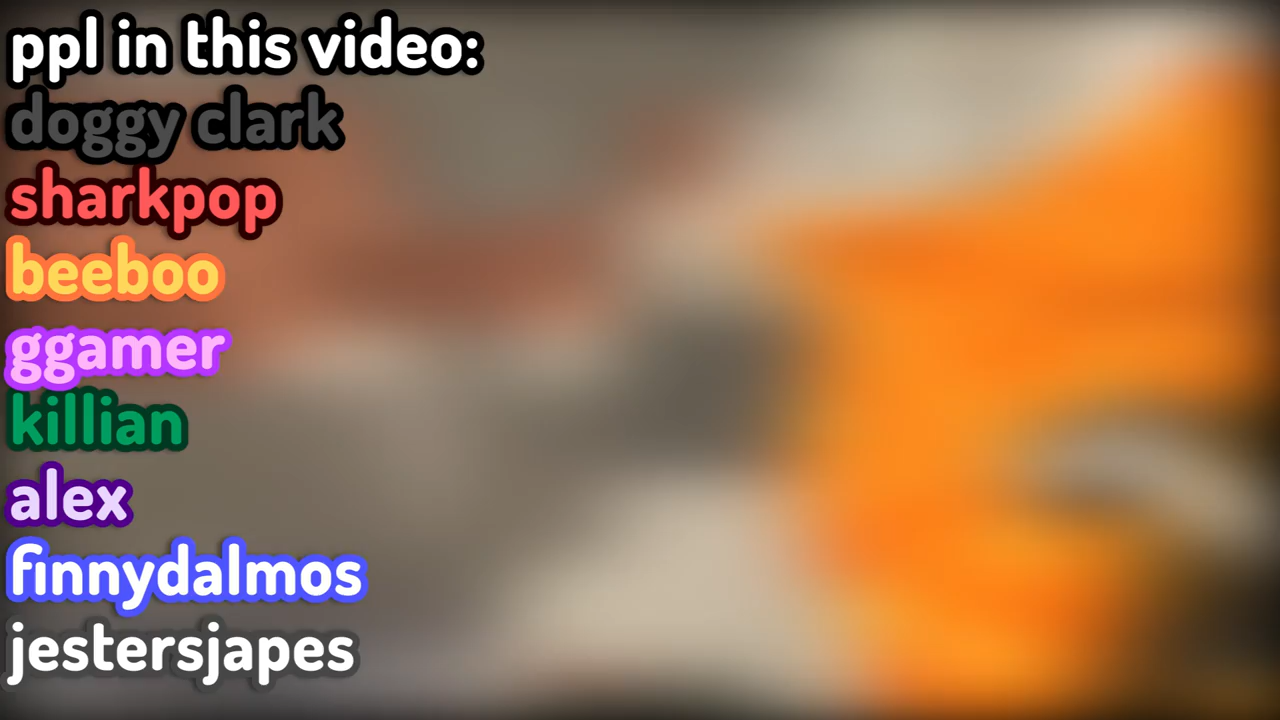 ppl in this video:
doggy clark
sharkpop
beeboo
ggamer
killian
alex
finnydalmos
jestersjapes